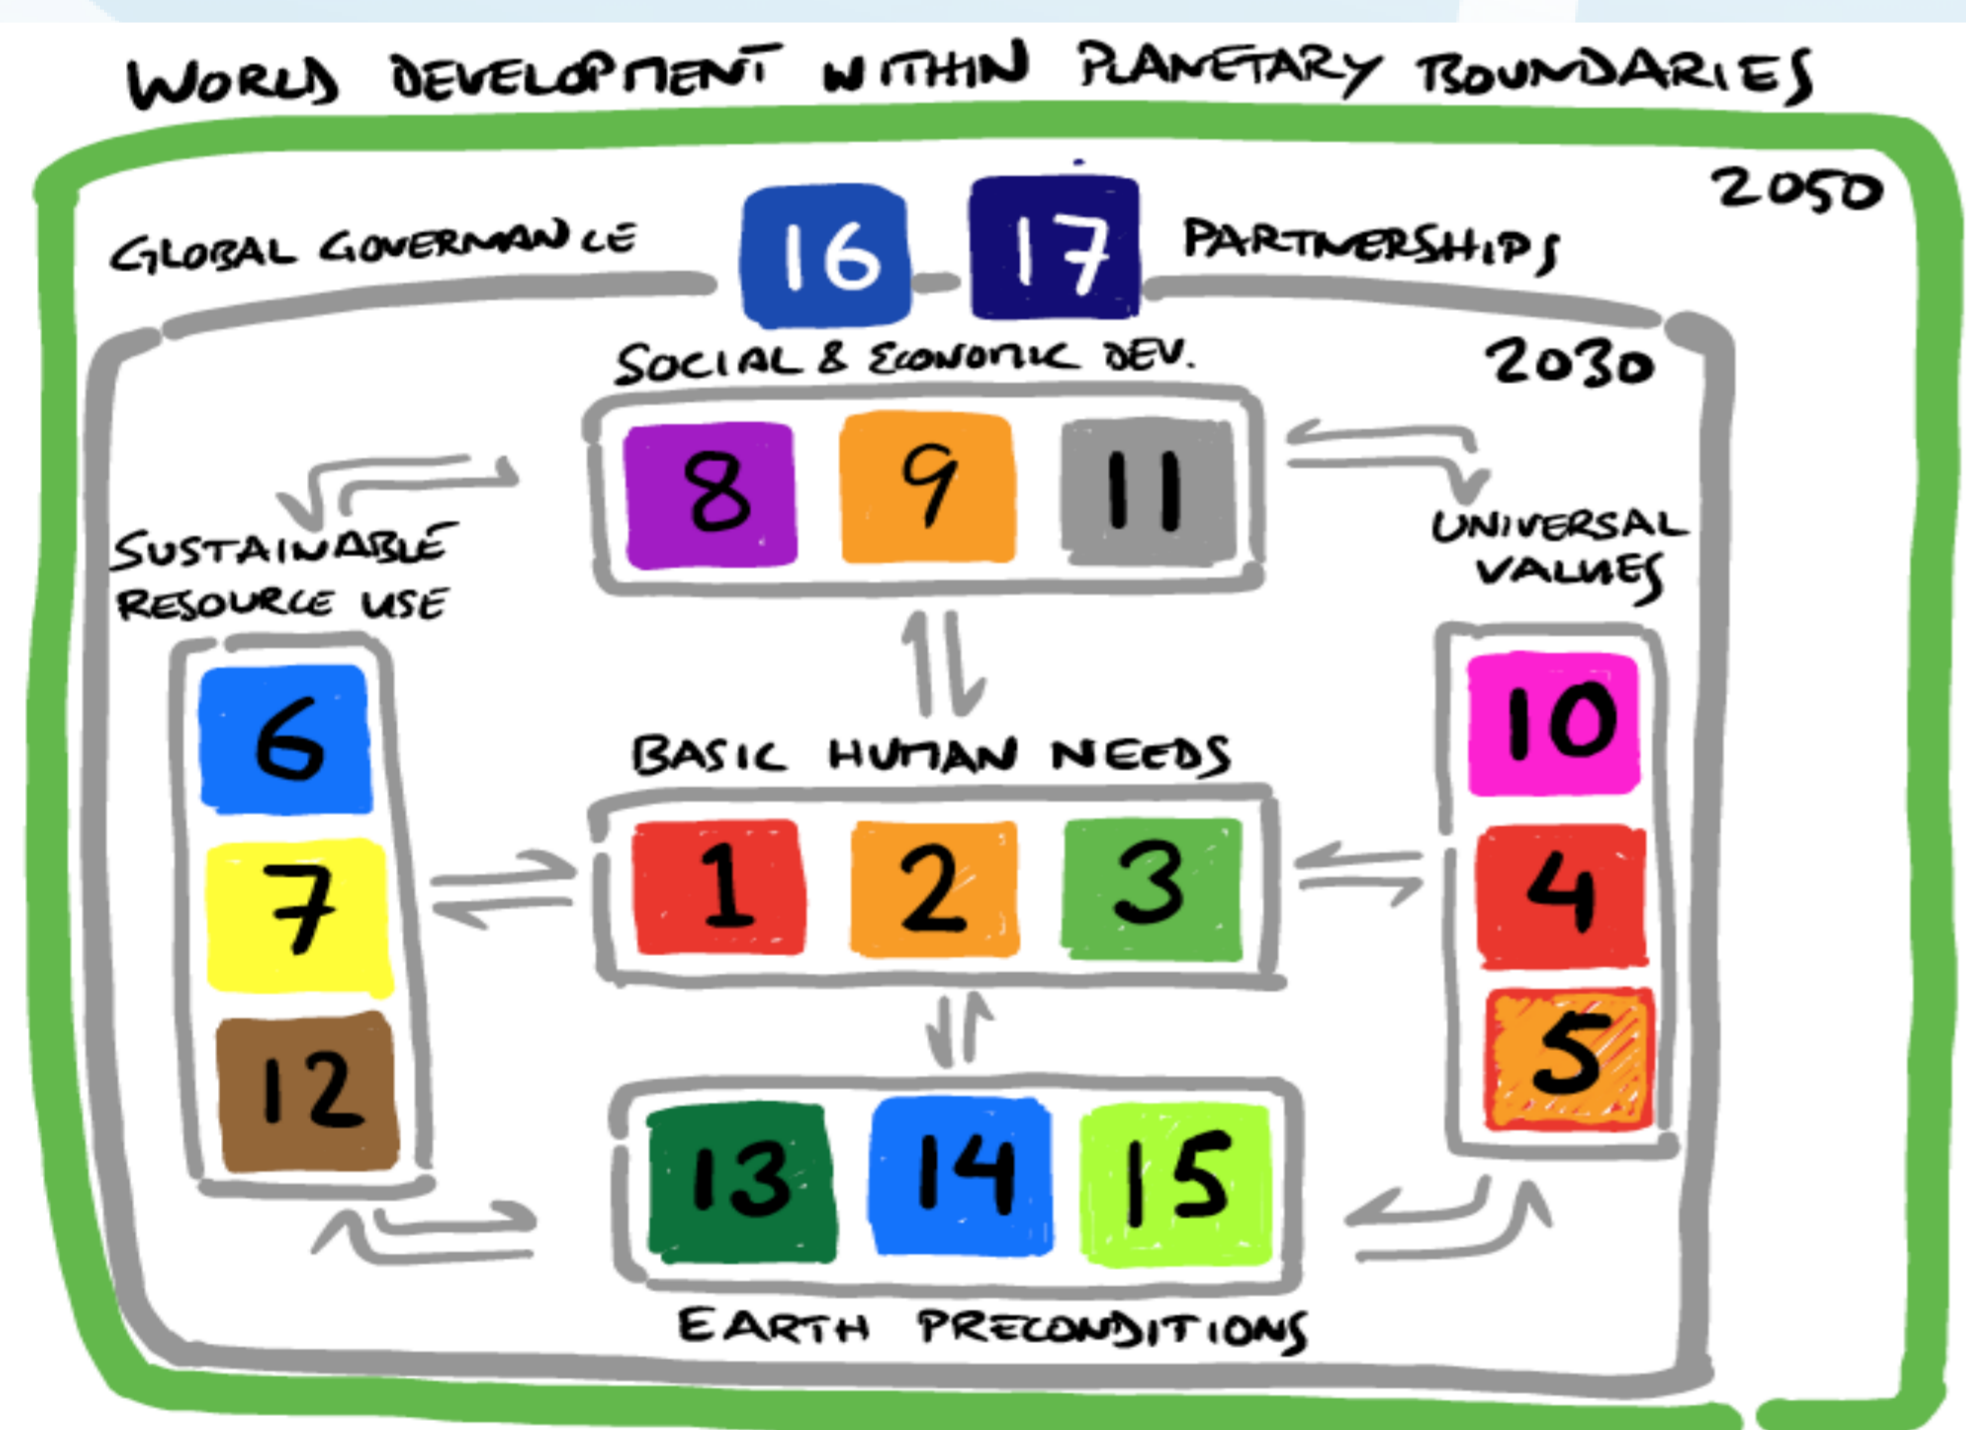 WORLD DEVELOPMENT WITHIN PLANETARY BOUNDARIES
2050
GLOBAL GOVERNANCE 16 17 PARTNERSHIPS
2030
SOCIAL & ECONOMIC DEV.
8 9 11
SUSTAINABLE
RESOURCE USE
6
7
12
UNIVERSAL
VALUES
10
4
5
BASIC HUMAN NEEDS
1 2 3
13 14 15
EARTH PRECONDITIONS